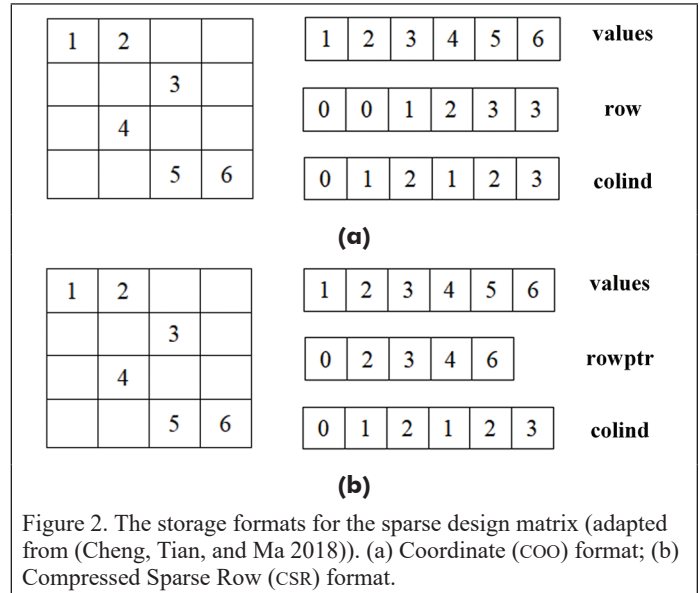 1 2
3
4
5 6
1 2 3 4 5 6 values
0 0 1 2 3 3 row
0 1 2 1 2 3 colind
(a)
1 2
3
4
5 6
1 2 3 4 5 6 values
0 2 3 4 6 rowptr
0 1 2 1 2 3 colind
(b)
Figure 2. The storage formats for the sparse design matrix (adapted
from (Cheng, Tian, and Ma 2018)). (a) Coordinate (COO) format; (b)
Compressed Sparse Row (CSR) format.